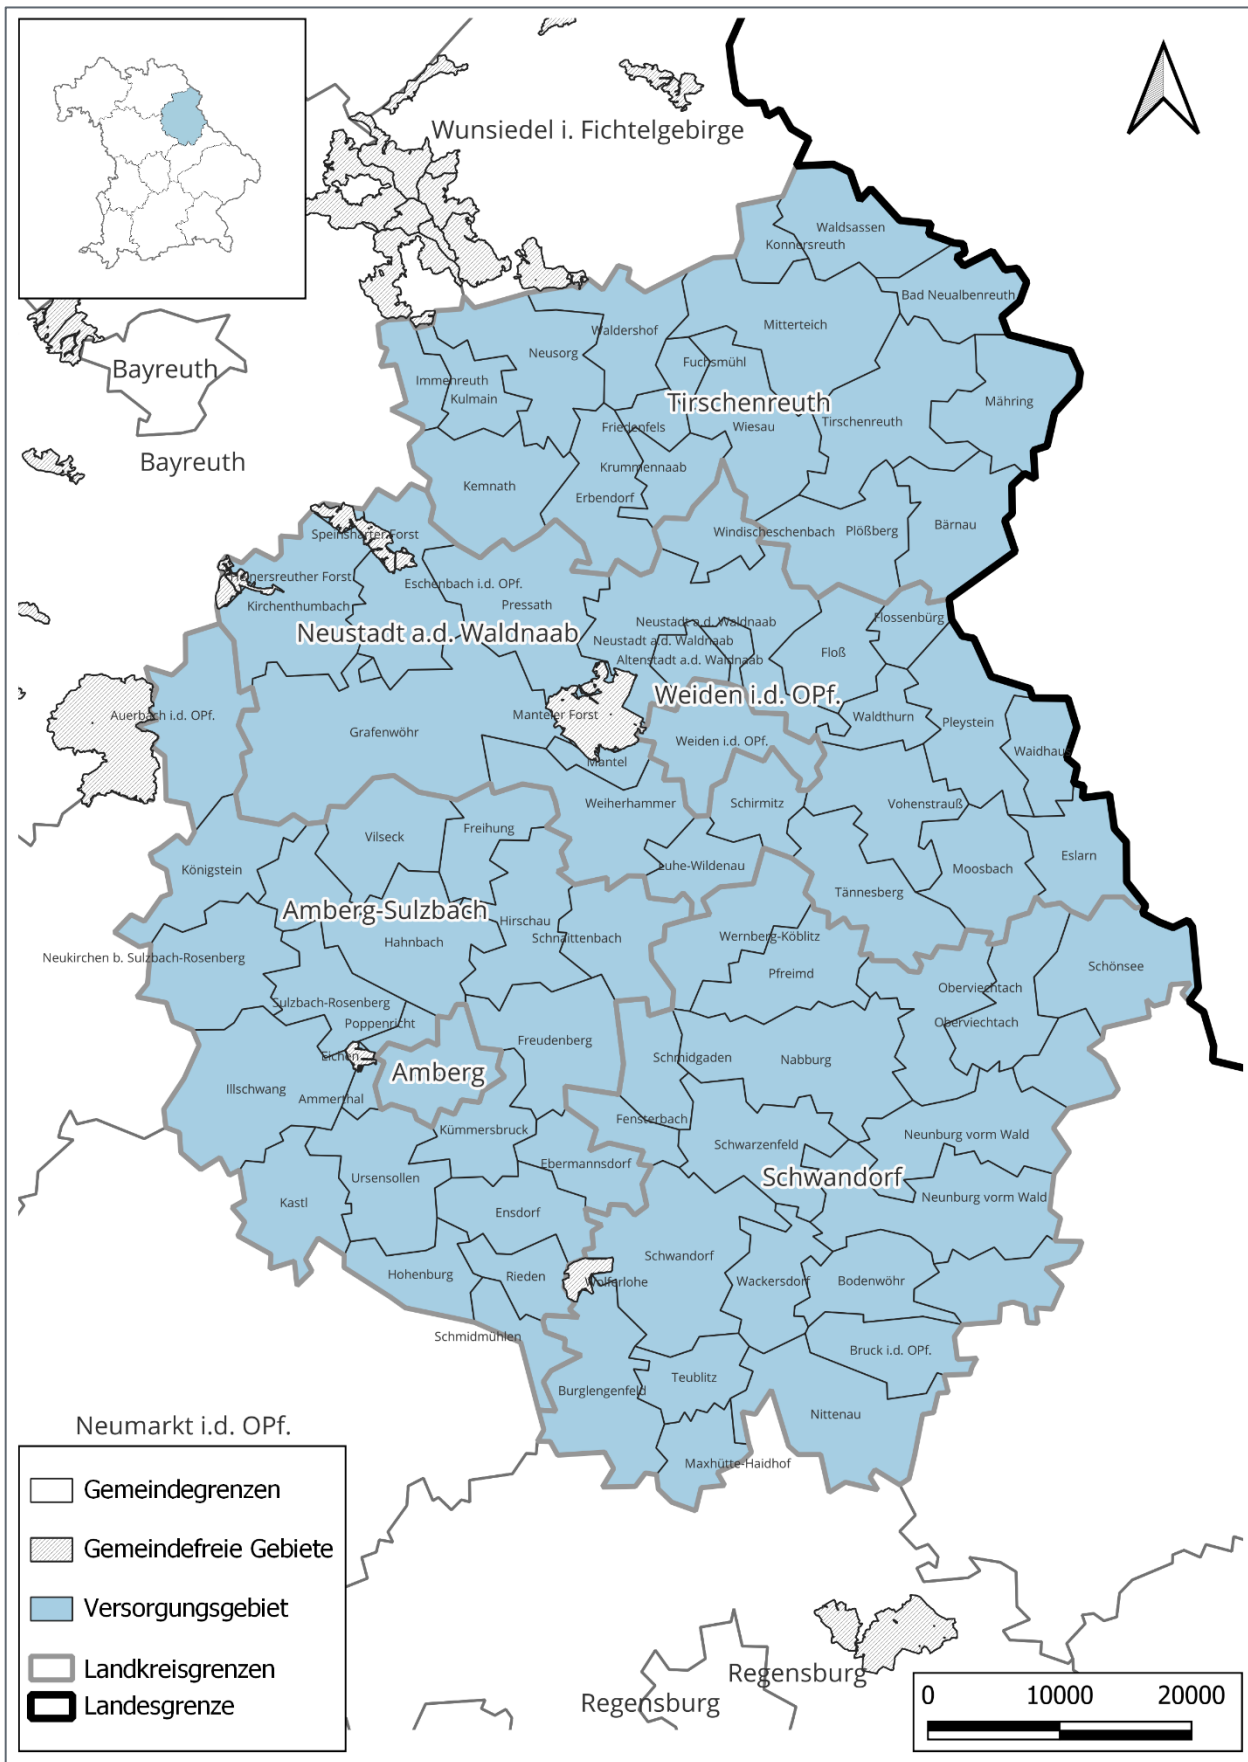 Wunsiedel i. Fichtelgebirge
Waldsassen
Konnersreuth
Bad Neualbenreuth
Mitterteich
Waldershof
Neusorg
Fuchsmühl
Bayreuth
Immenreuth
Kulmain
Tirschenreuth
Mähring
Friedenfels
Wiesau
Tirschenreuth
Bayreuth
Krummennaab
Kemnath
Erbendorf
Speinsharter Forst
Windischeschenbach
Plößberg
Bärnau
Heinersreuther Forst
Eschenbach i.d. OPf.
Kirchenthumbach
Pressath
Neustadt a.d. Waldnaab
Neustadt a.d. Waldnaab
Flossenbürg
Neustadt a.d. Waldnaab
Altenstadt a.d. Waldnaab
Floß
Weiden i.d. OPf.
Auerbach i.d. OPf.
Manteler Forst
Waldthurn
Pleystein
Grafenwöhr
Weiden i.d. OPf.
Waidhau
Mantel
Weiherhammer
Schirmitz
Vohenstrauß
Vilseck
Freihung
Eslarn
Königstein
Luhe-Wildenau
Moosbach
Tännesberg
Amberg-Sulzbach
Hirschau
Hahnbach
Schnaittenbach
Wernberg-Köblitz
Neukirchen b. Sulzbach-Rosenberg
Pfreimd
Schönsee
Oberviechtach
Sulzbach-Rosenberg
Poppenricht
Oberviechtach
Freudenberg
Eichen
Schmidgaden
Nabburg
Amberg
Illschwang
Ammerthal
Fensterbach
Kümmersbruck
Neunburg vorm Wald
Schwarzenfeld
Ebermannsdorf
Ursensollen
Schwandorf
Kastl
Neunburg vorm Wald
Ensdorf
Schwandorf
Hohenburg
Rieden
Wolferlohe
Wackersdorf
Bodenwöhr
Schmidmühlen
Bruck i.d. OPf.
Teublitz
Burglengenfeld
Nittenau
Neumarkt i.d. OPf.
Maxhütte-Haidhof
Gemeindegrenzen
Gemeindefreie Gebiete
Versorgungsgebiet
Landkreisgrenzen
Landesgrenze
Regensburg
Regensburg
0 10000 20000